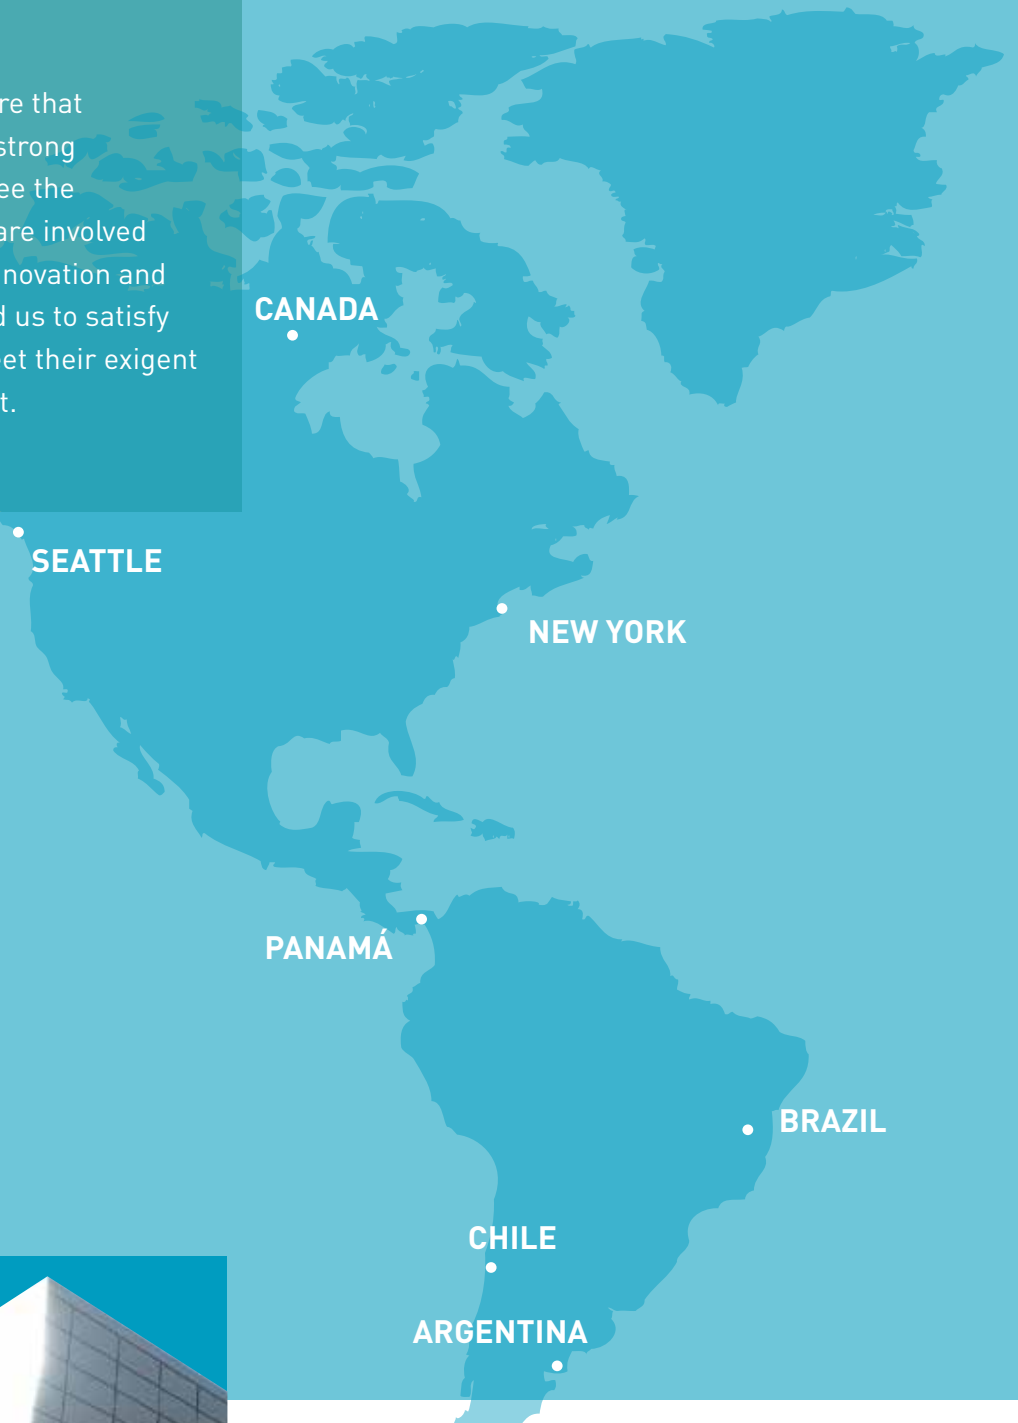 re that
strong
ee the
are involved
novation and
d us to satisfy
et their exigent
t.
CANADA
SEATTLE
NEW YORK
PANAMÁ
BRAZIL
CHILE
ARGENTINA